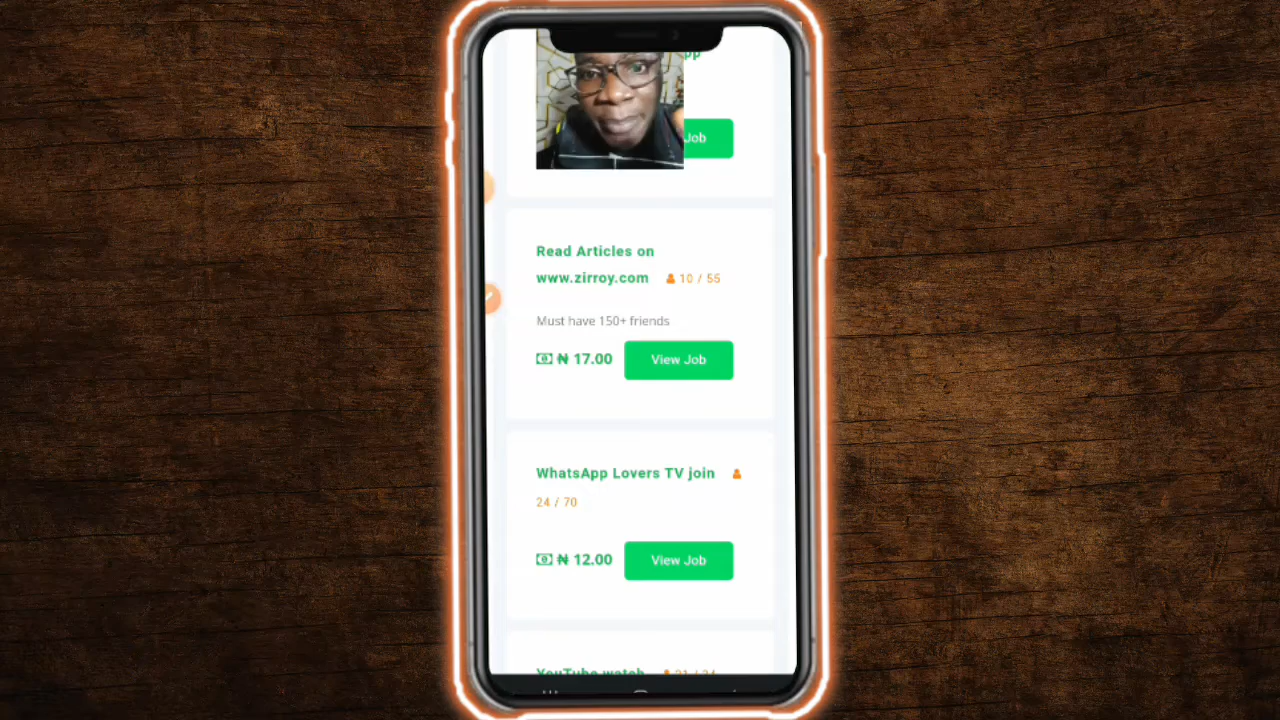 pp
Job
Read Articles on
www.zirroy.com 10 / 55
Must have 150+ friends
₦ 17.00 View Job
WhatsApp Lovers TV join
24 / 70
₦ 12.00 View Job
YouTube watch